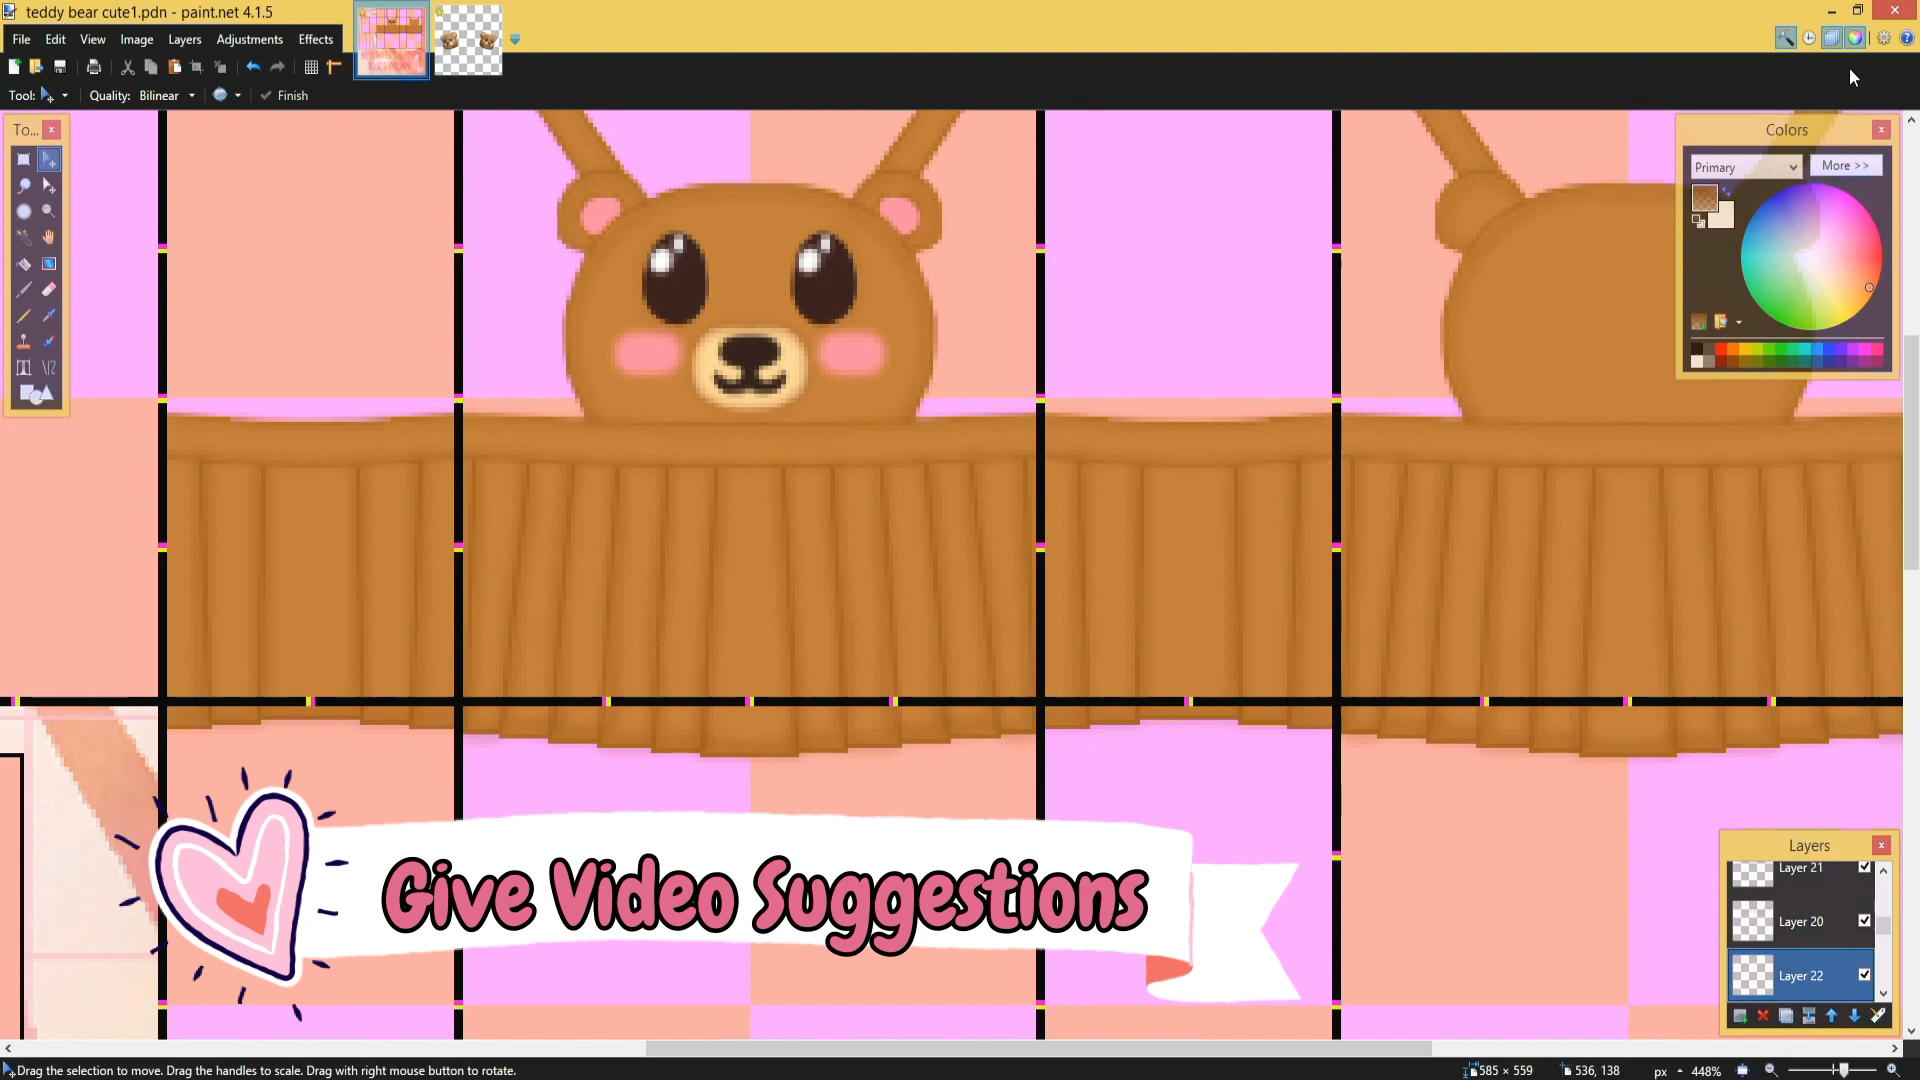 teddy bear cute1.pdn - paint.net 4.1.5
File Edit View Image Layers Adjustments Effects
Tool: Quality: Bilinear Finish
To...
Colors
Primary More >>
Give Video Suggestions
Layers
Layer 21
Layer 20
Layer 22
Drag the selection to move. Drag the handles to scale. Drag with right mouse button to rotate. 585 × 559 536, 138 px 448%